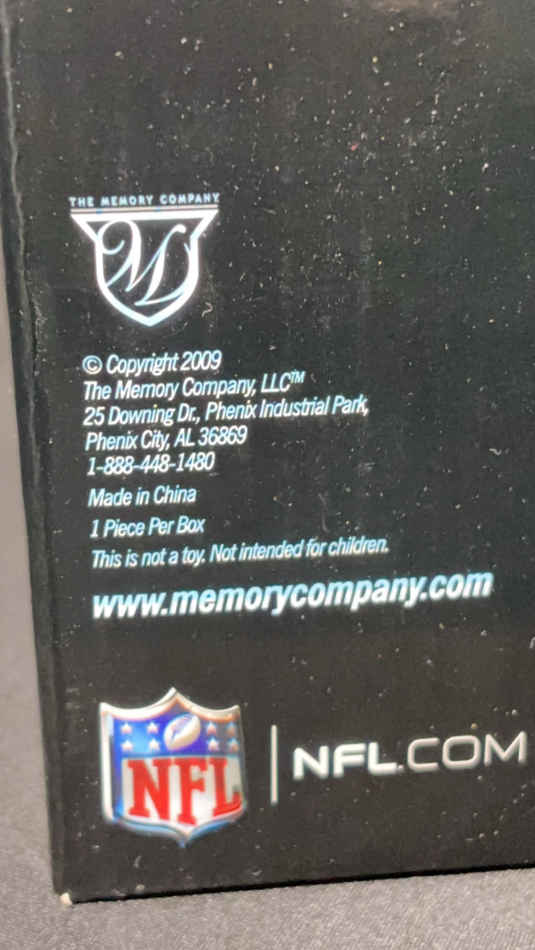 THE MEMORY COMPANY
M
© Copyright 2009
The Memory Company, LLC™
25 Downing Dr., Phenix Industrial Park,
Phenix City, AL 36869
1-888-448-1480
Made in China
1 Piece Per Box
This is not a toy. Not intended for children.
www.memorycompany.com
NFL
NFL.COM